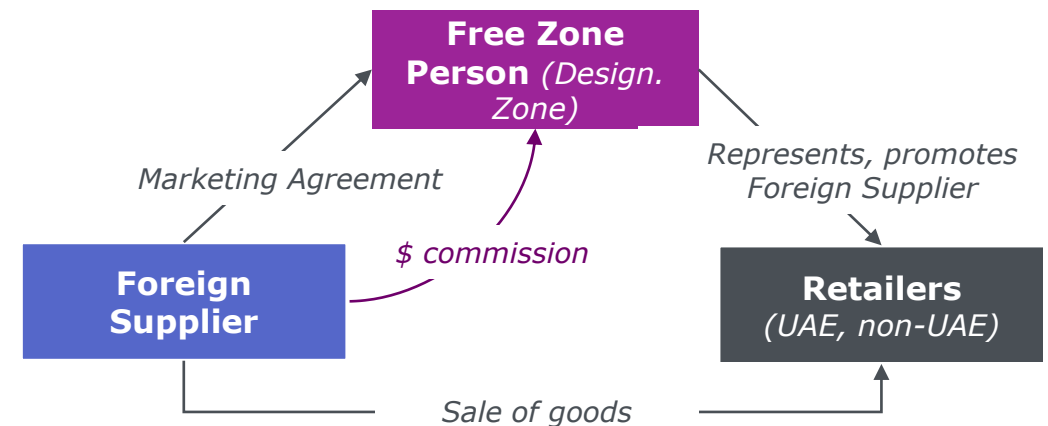 Free Zone
Person (Design.
Zone)
Marketing Agreement
Represents, promotes
Foreign Supplier
$ commission
Foreign
Supplier
Retailers
(UAE, non-UAE)
Sale of goods